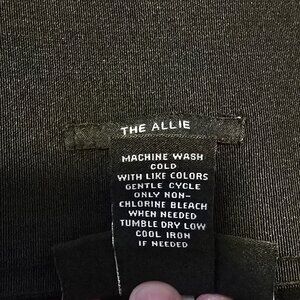 THE ALLIE
MACHINE WASH
COLD
WITH LIKE COLORS
GENTLE CYCLE
ONLY NON-
CHLORINE BLEACH
WHEN NEEDED
TUMBLE DRY LOW
COOL IRON
IF NEEDED